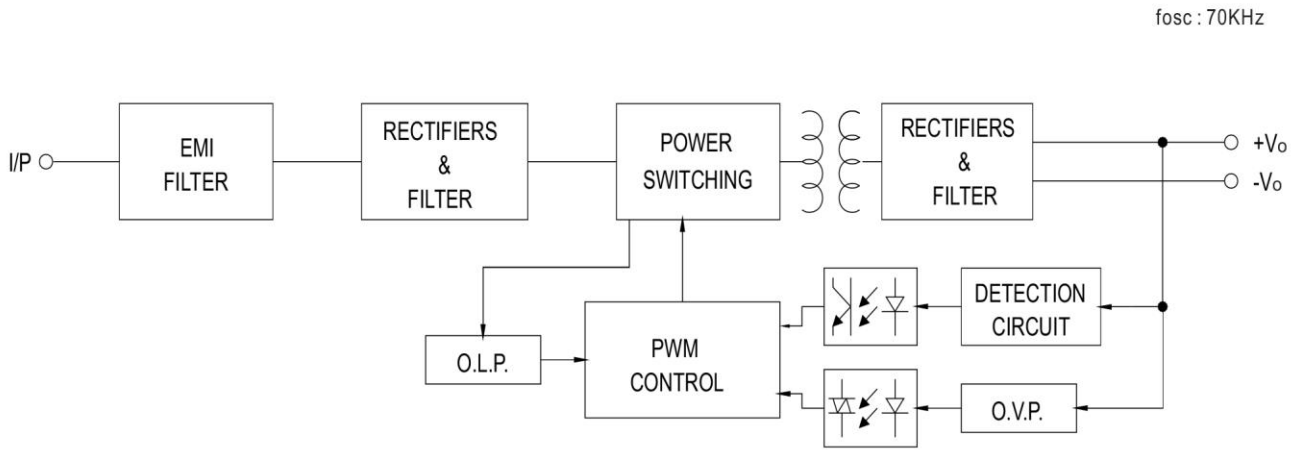 fosc : 70KHz
I/P
EMI
FILTER
RECTIFIERS
&
FILTER
POWER
SWITCHING
RECTIFIERS
&
FILTER
+Vo
-Vo
O.L.P.
PWM
CONTROL
DETECTION
CIRCUIT
O.V.P.